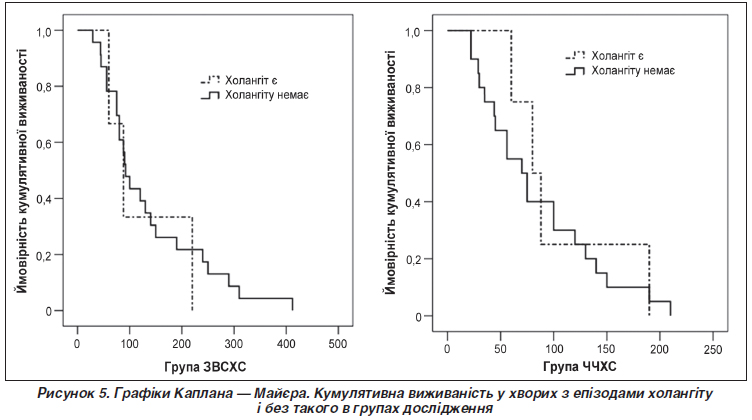 Ймовірність кумулятивної виживаності
1,0
0,8
0,6
0,4
0,2
0
Холангіт є
Холангіту немає
0 100 200 300 400 500
Група ЗВСХС
Ймовірність кумулятивної виживаності
1,0
0,8
0,6
0,4
0,2
0
Холангіт є
Холангіту немає
0 50 100 150 200 250
Група ЧЧХС
Рисунок 5. Графіки Каплана — Майєра. Кумулятивна виживаність у хворих з епізодами холангіту
і без такого в групах дослідження